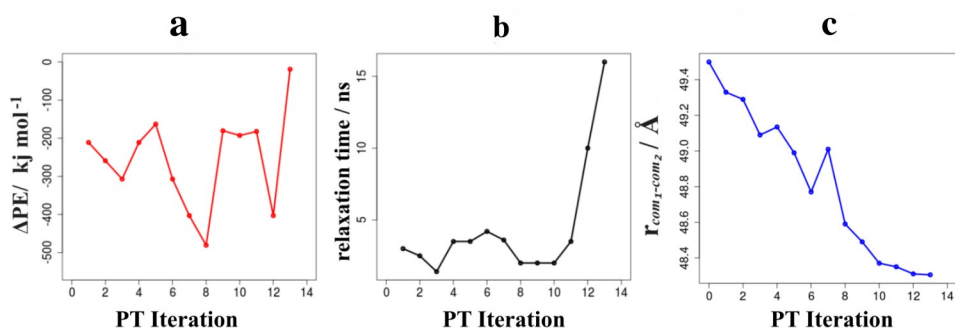 a
b
c
ΔPE/ kj mol⁻¹
0
-100
-200
-300
-400
-500
0 2 4 6 8 10 12 14
PT Iteration
relaxation time / ns
15
10
5
0 2 4 6 8 10 12 14
PT Iteration
r_com₁-com₂ / Å
49.4
49.2
49.0
48.8
48.6
48.4
0 2 4 6 8 10 12 14
PT Iteration